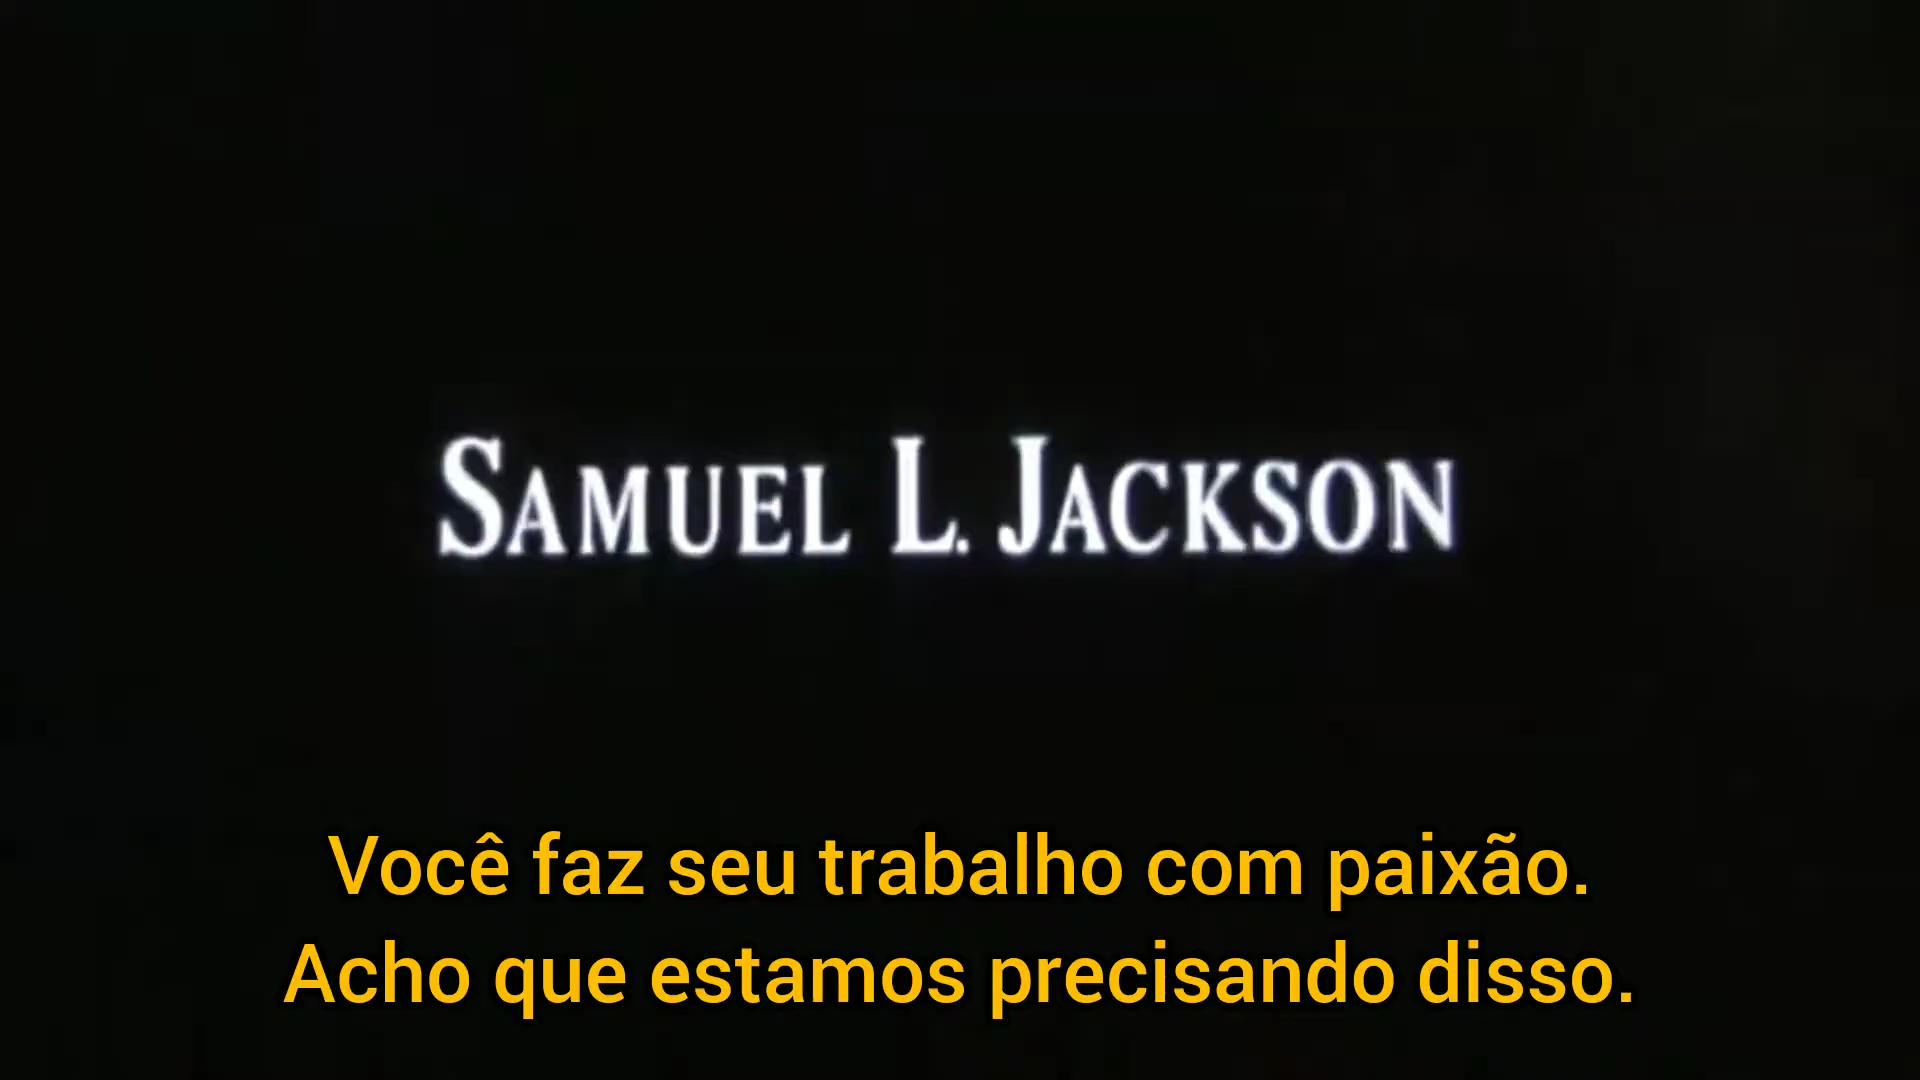 SAMUEL L. JACKSON
Você faz seu trabalho com paixão.
Acho que estamos precisando disso.